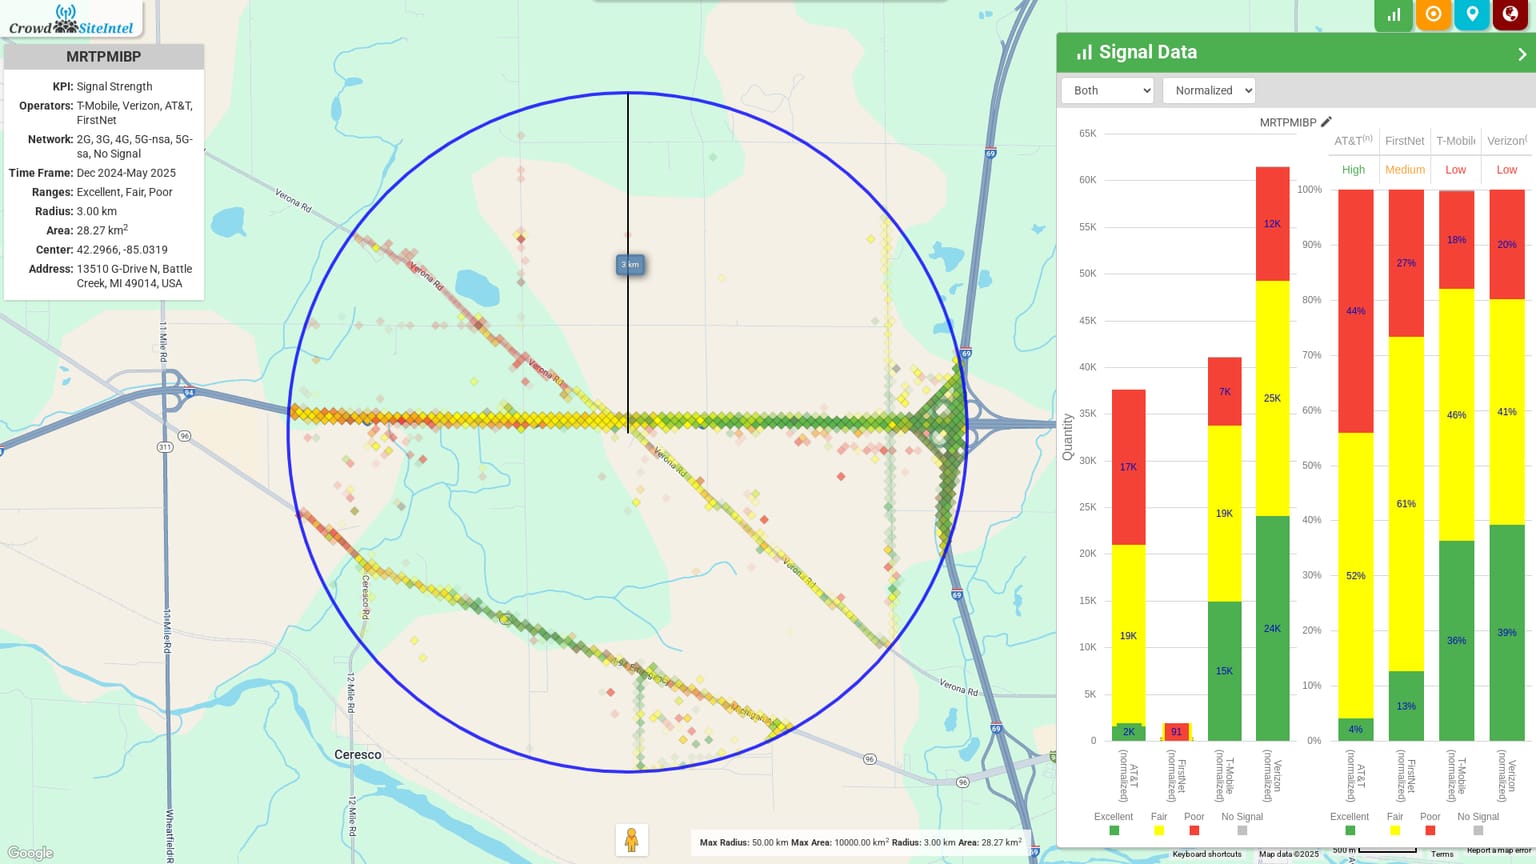 Crowd SiteIntel
MRTPMIBP
KPI: Signal Strength
Operators: T-Mobile, Verizon, AT&T,
FirstNet
Network: 2G, 3G, 4G, 5G-nsa, 5G-
sa, No Signal
Time Frame: Dec 2024-May 2025
Ranges: Excellent, Fair, Poor
Radius: 3.00 km
Area: 28.27 km²
Center: 42.2966, -85.0319
Address: 13510 G-Drive N, Battle
Creek, MI 49014, USA
Verona Rd
Verona Rd
Verona Rd
Verona Rd
Verona Rd
Verona Rd
3 km
11 Mile Rd
11 Mile Rd
94
96
311
69
69
69
69
69
96
96
Ceresco Rd
12 Mile Rd
12 Mile Rd
Wheatfield R
Ceresco
Google
Max Radius: 50.00 km Max Area: 10000.00 km² Radius: 3.00 km Area: 28.27 km²
Signal Data
Both
Normalized
MRTPMIBP
65K
60K
55K
50K
45K
40K
35K
30K
25K
20K
15K
10K
5K
0
Quantity
17K
19K
2K
91
7K
19K
15K
12K
25K
24K
AT&T (normalized)
FirstNet (normalized)
T-Mobile (normalized)
Verizon (normalized)
Excellent Fair Poor No Signal
AT&T(n) FirstNet T-Mobile Verizon(
High Medium Low Low
100%
90%
80%
70%
60%
50%
40%
30%
20%
10%
0%
44%
52%
4%
27%
61%
13%
18%
46%
36%
20%
41%
39%
AT&T (normalized)
FirstNet (normalized)
T-Mobile (normalized)
Verizon (normalized)
Excellent Fair Poor No Signal
Keyboard shortcuts Map data ©2025 500 m Terms Report a map error